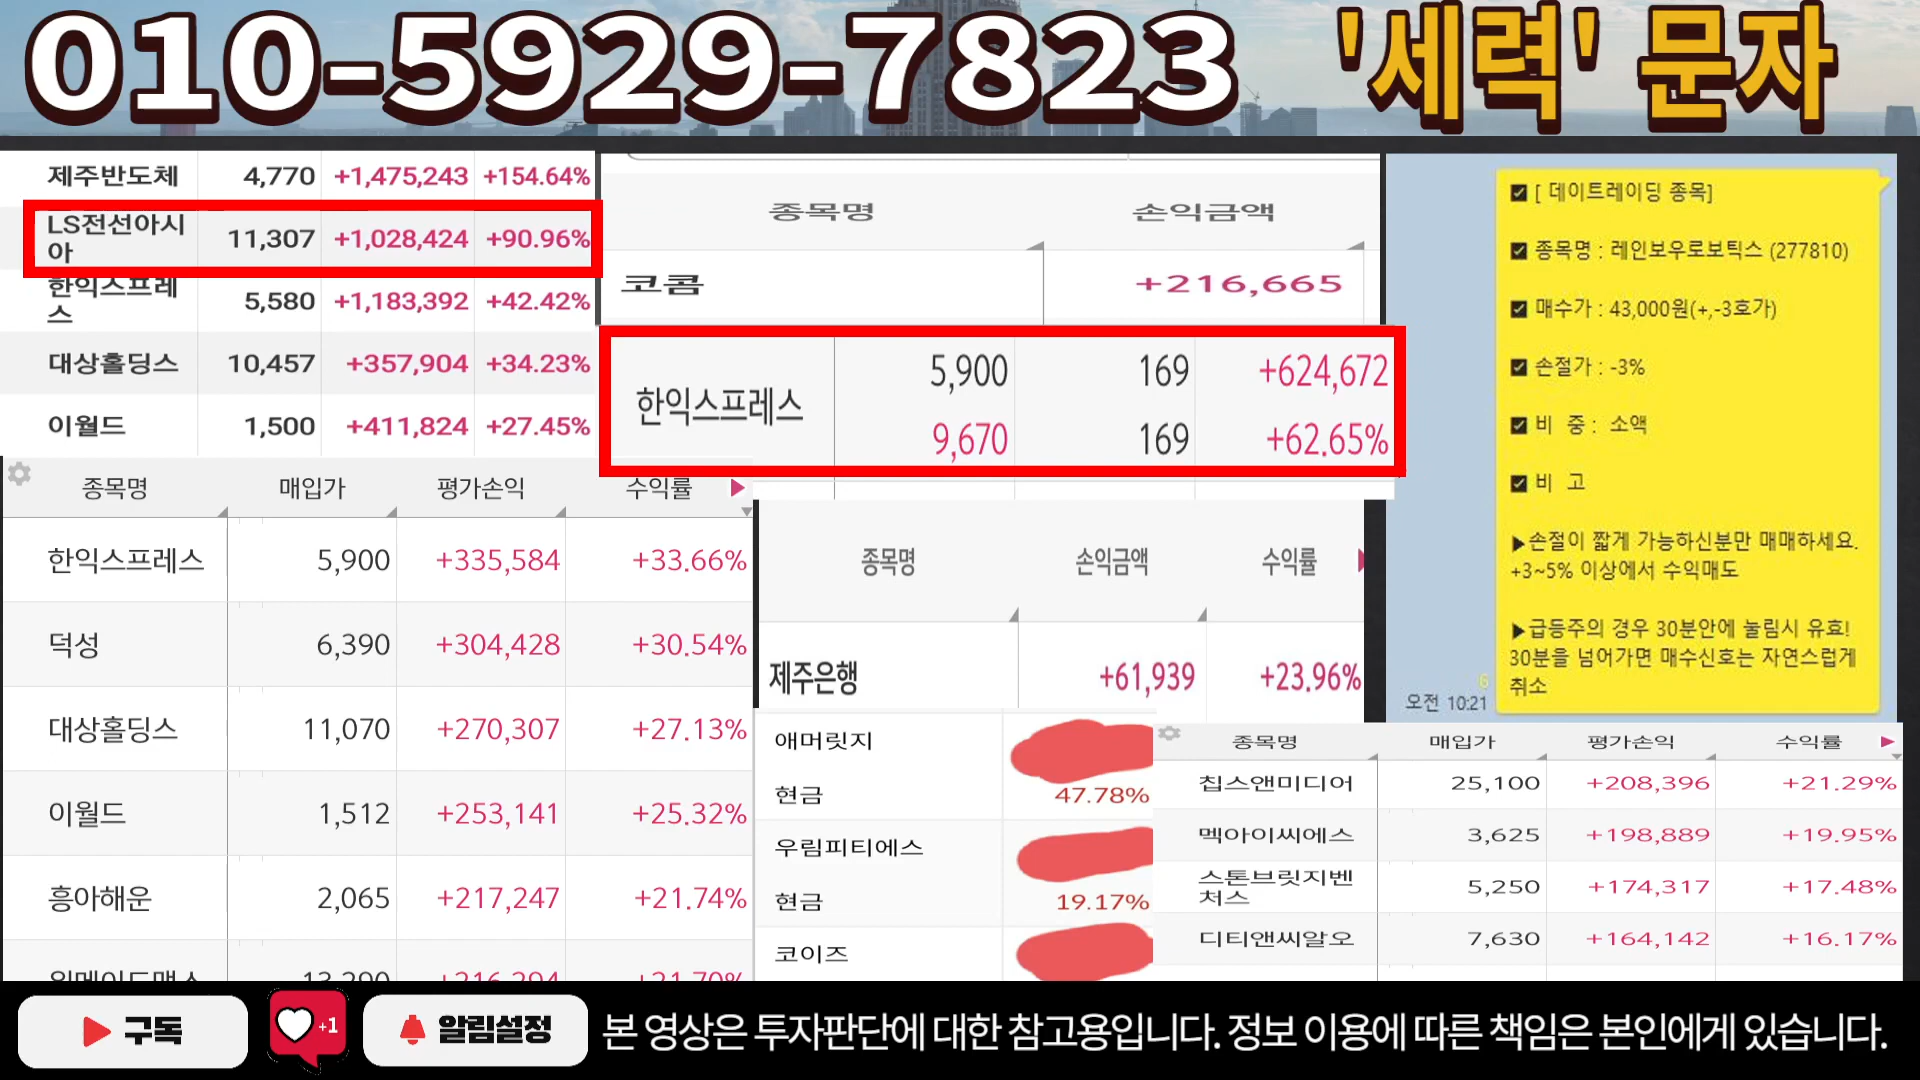 010-5929-7823 '세력' 문자
제주반도체 4,770 +1,475,243 +154.64%
LS전선아시아 11,307 +1,028,424 +90.96%
한익스프레스 5,580 +1,183,392 +42.42%
대상홀딩스 10,457 +357,904 +34.23%
이월드 1,500 +411,824 +27.45%
종목명 손익금액
코콤 +216,665
한익스프레스 5,900 169 +624,672
9,670 169 +62.65%
종목명 매입가 평가손익 수익률
한익스프레스 5,900 +335,584 +33.66%
덕성 6,390 +304,428 +30.54%
대상홀딩스 11,070 +270,307 +27.13%
이월드 1,512 +253,141 +25.32%
흥아해운 2,065 +217,247 +21.74%
위메이드맥스 13,290 +216,294 +21.70%
종목명 손익금액 수익률
제주은행 +61,939 +23.96%
애머릿지
현금 47.78%
우림피티에스
현금 19.17%
코이즈
[ 데이트레이딩 종목]
종목명 : 레인보우로보틱스 (277810)
매수가 : 43,000원(+,-3호가)
손절가 : -3%
비 중 : 소액
비 고
▶손절이 짧게 가능하신분만 매매하세요.
+3~5% 이상에서 수익매도
▶급등주의 경우 30분안에 눌림시 유효!
30분을 넘어가면 매수신호는 자연스럽게
취소
6
오전 10:21
종목명 매입가 평가손익 수익률
칩스앤미디어 25,100 +208,396 +21.29%
멕아이씨에스 3,625 +198,889 +19.95%
스톤브릿지벤처스 5,250 +174,317 +17.48%
디티앤씨알오 7,630 +164,142 +16.17%
구독 +1 알림설정 본 영상은 투자판단에 대한 참고용입니다. 정보 이용에 따른 책임은 본인에게 있습니다.